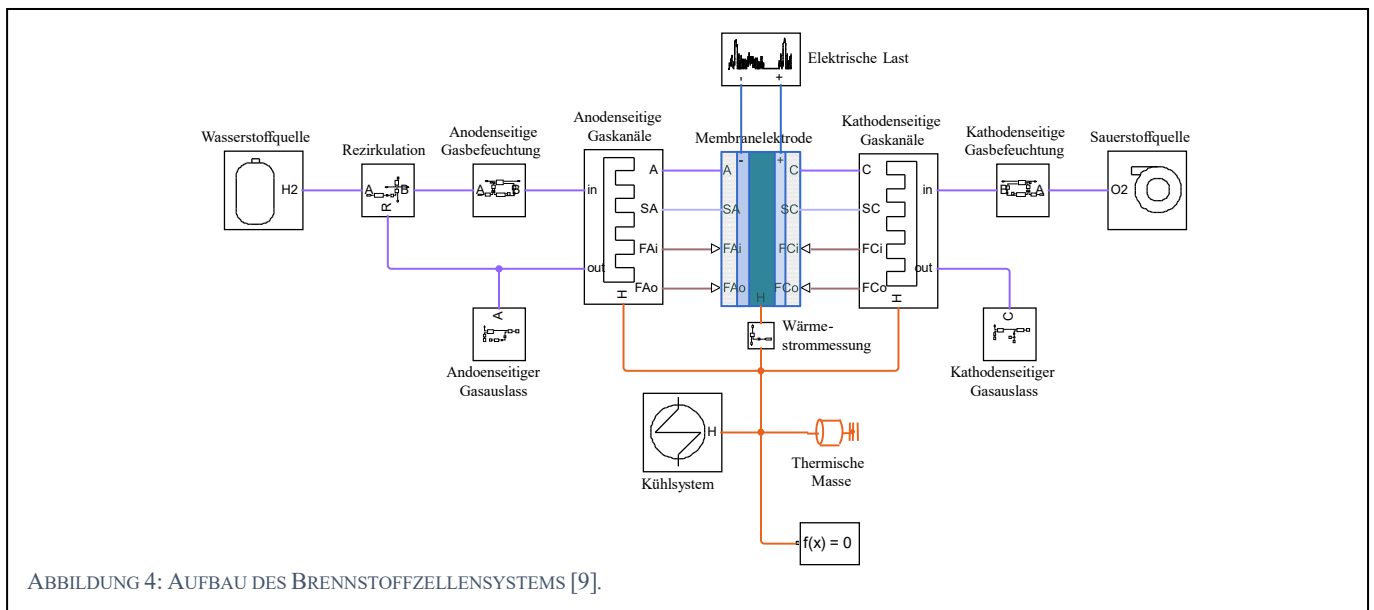 Elektrische Last
- +
Wasserstoffquelle
Rezirkulation
Anodenseitige
Gasbefeuchtung
Anodenseitige
Gaskanäle
Membranelektrode
Kathodenseitige
Gaskanäle
Kathodenseitige
Gasbefeuchtung
Sauerstoffquelle
H2
A B
R
A B
in
out
A
SA
FAi
FAo
H
- +
A
SA
FAi
FAo
H
C
SC
FCi
FCo
C
SC
FCi
FCo
in
out
H
B A
O2
A
Andoenseitiger
Gasauslass
Wärme-
strommessung
C
Kathodenseitiger
Gasauslass
H
Kühlsystem
Thermische
Masse
f(x) = 0
ABBILDUNG 4: AUFBAU DES BRENNSTOFFZELLENSYSTEMS [9].